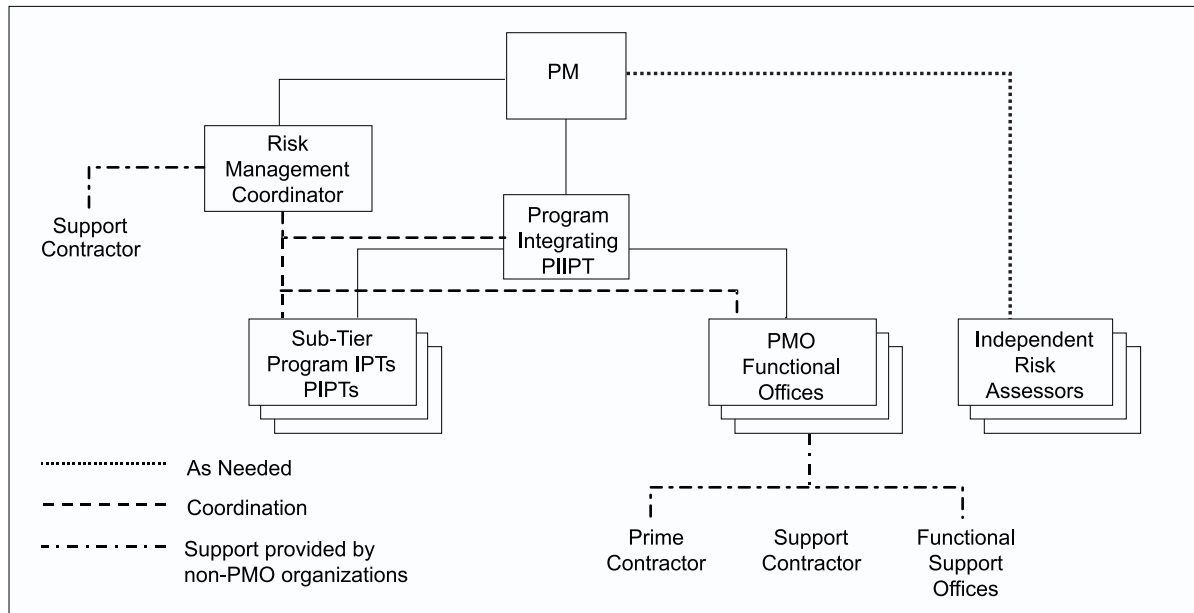 PM
Risk
Management
Coordinator
Support
Contractor
Program
Integrating
PIIPT
Sub-Tier
Program IPTs
PIPTs
PMO
Functional
Offices
Independent
Risk
Assessors
As Needed
Coordination
Support provided by
non-PMO organizations
Prime
Contractor
Support
Contractor
Functional
Support
Offices